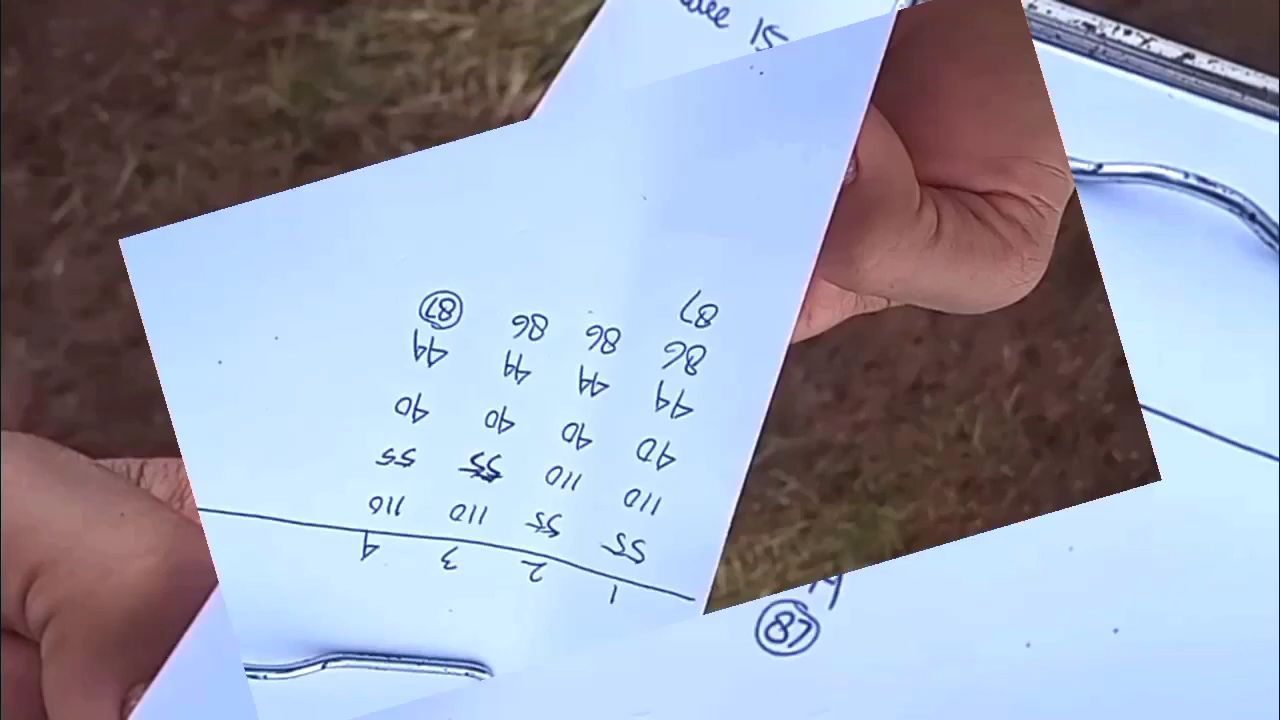 15
1 2 3 4
55 55 110 110
110 110 55 55
40 40 40 40
44 44 44 44
86 86 86 87
87
87